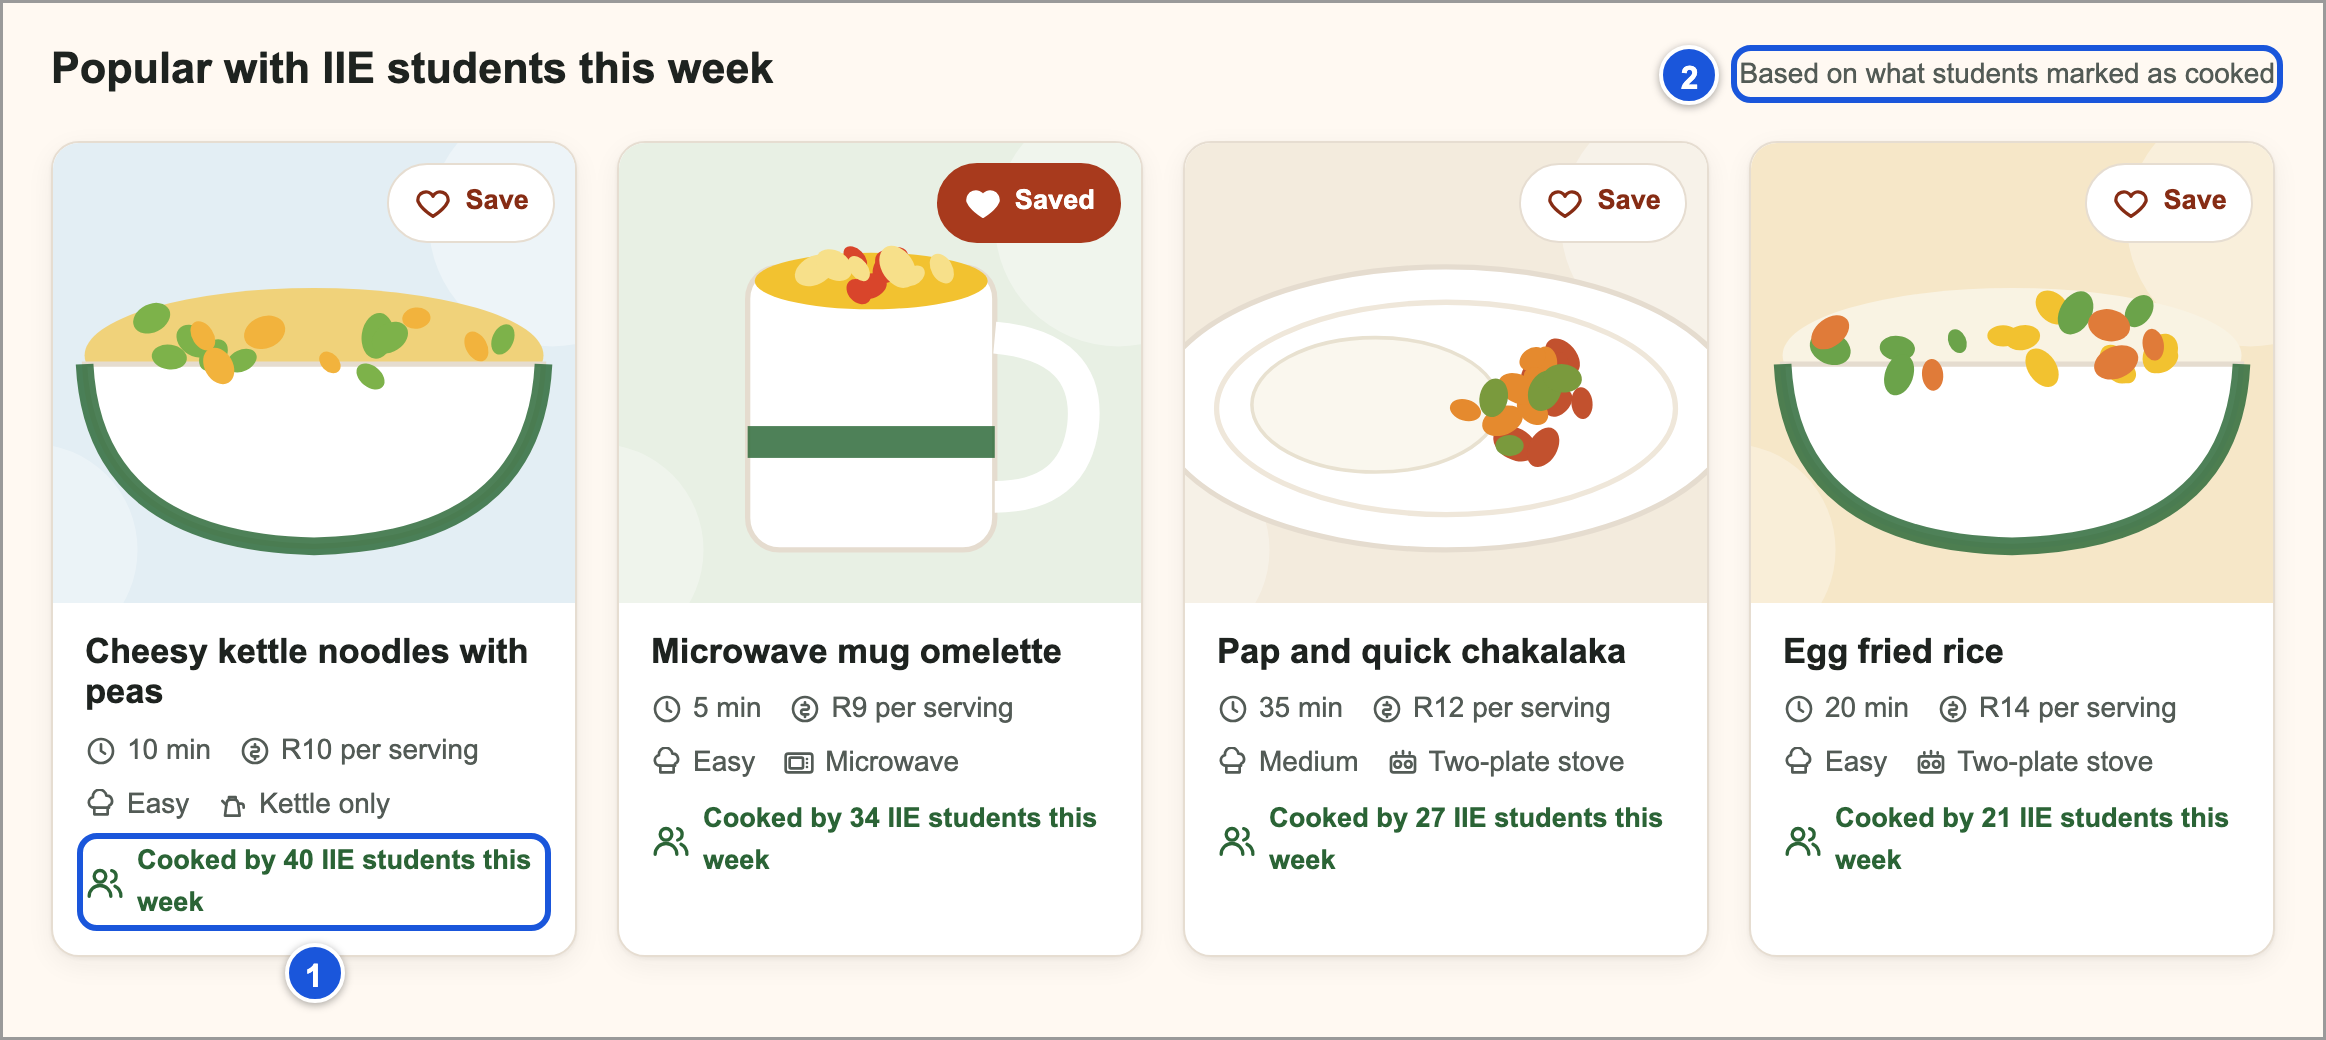 Popular with IIE students this week
2
Based on what students marked as cooked
Save
Cheesy kettle noodles with
peas
10 min R10 per serving
Easy Kettle only
Cooked by 40 IIE students this
week
1
Saved
Microwave mug omelette
5 min R9 per serving
Easy Microwave
Cooked by 34 IIE students this
week
Save
Pap and quick chakalaka
35 min R12 per serving
Medium Two-plate stove
Cooked by 27 IIE students this
week
Save
Egg fried rice
20 min R14 per serving
Easy Two-plate stove
Cooked by 21 IIE students this
week